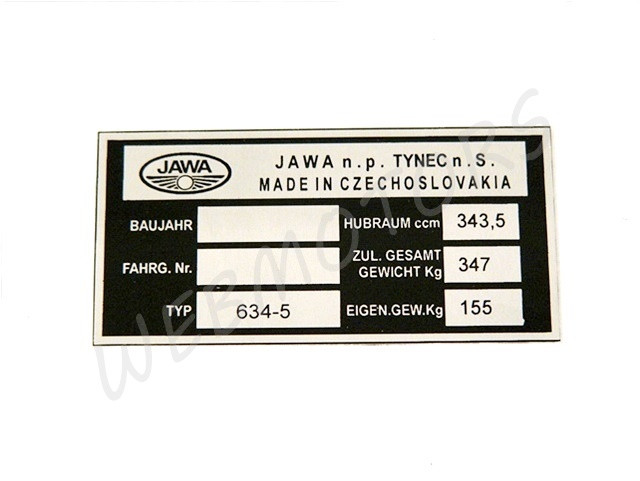 JAWA
JAWA n.p. TYNEC n.S.
MADE IN CZECHOSLOVAKIA
BAUJAHR
HUBRAUM ccm 343,5
FAHRG. Nr.
ZUL. GESAMT
GEWICHT Kg 347
TYP 634-5
EIGEN.GEW.Kg 155
WEBMOTORS